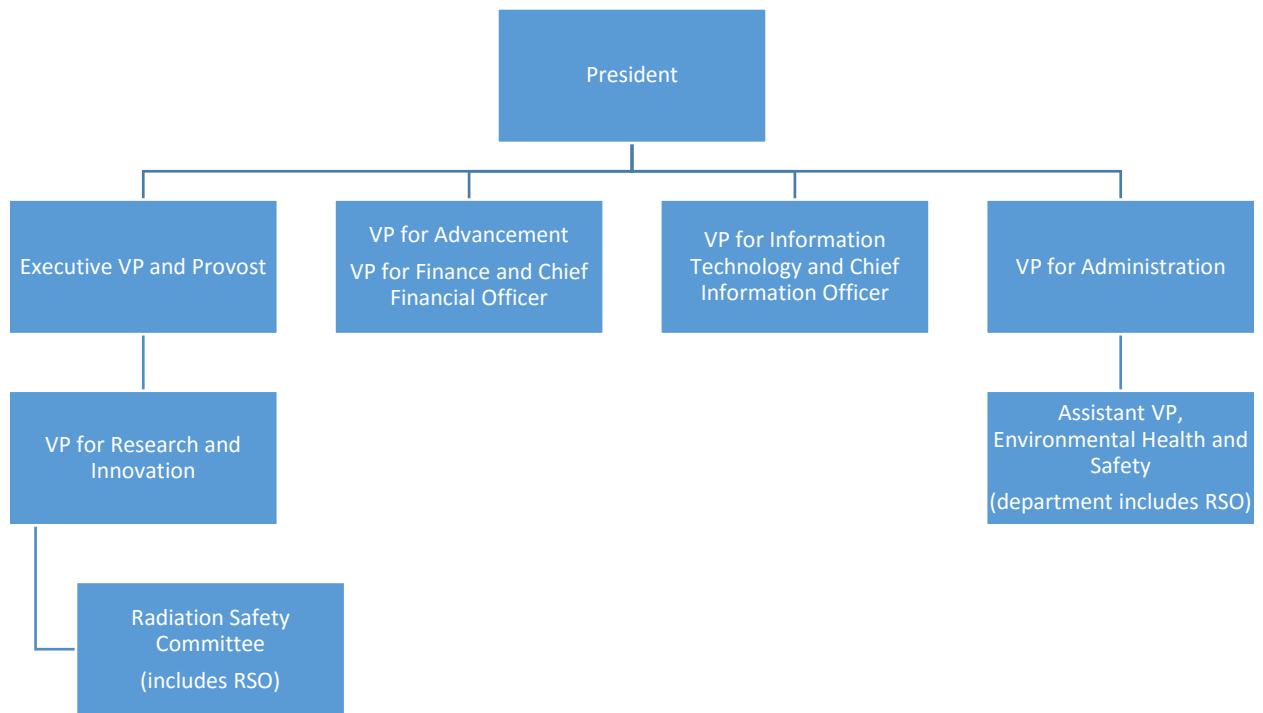 President
Executive VP and Provost
VP for Advancement
VP for Finance and Chief
Financial Officer
VP for Information
Technology and Chief
Information Officer
VP for Administration
VP for Research and
Innovation
Assistant VP,
Environmental Health and
Safety
(department includes RSO)
Radiation Safety
Committee
(includes RSO)